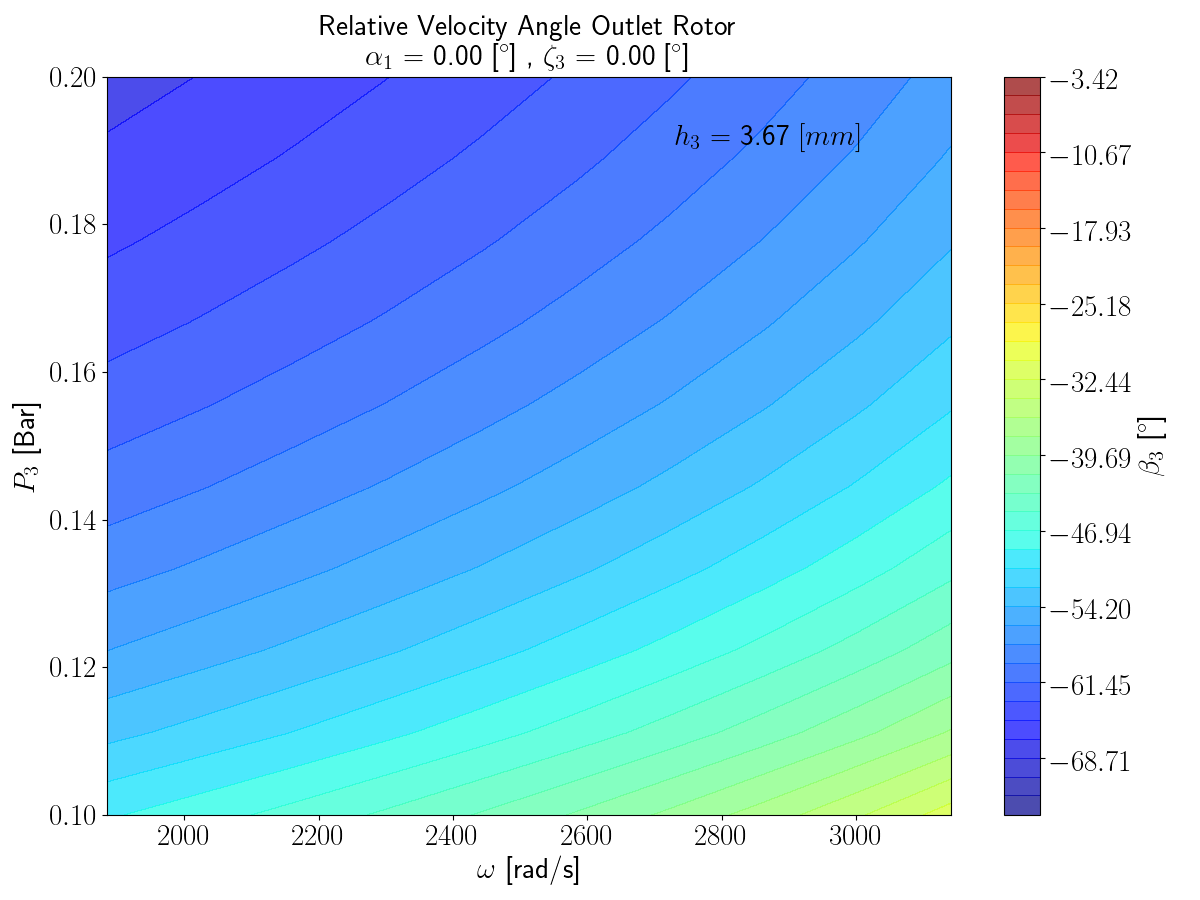 Relative Velocity Angle Outlet Rotor
α₁ = 0.00 [°] , ζ₃ = 0.00 [°]
h₃ = 3.67 [mm]
0.20
0.18
0.16
0.14
0.12
0.10
P₃ [Bar]
2000 2200 2400 2600 2800 3000
ω [rad/s]
−3.42
−10.67
−17.93
−25.18
−32.44
−39.69
−46.94
−54.20
−61.45
−68.71
β₃ [°]